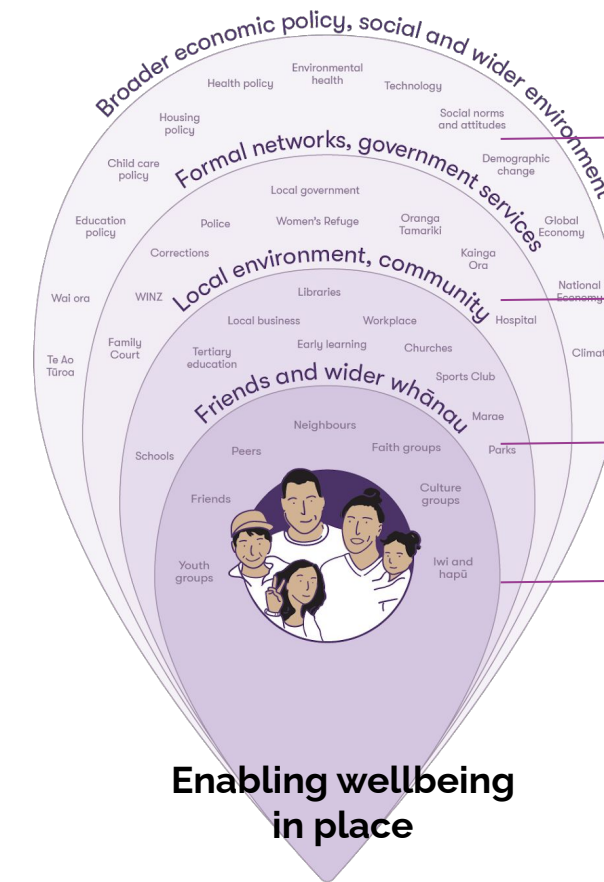 Broader economic policy, social and wider environment
Environmental
health
Health policy
Technology
Housing
policy
Social norms
and attitudes
Child care
policy
Demographic
change
Education
policy
Global
Economy
Wai ora
National
Economy
Te Ao
Tūroa
Climat
Formal networks, government services
Local government
Police
Women's Refuge
Oranga
Tamariki
Corrections
Kainga
Ora
WINZ
Hospital
Family
Court
Local environment, community
Libraries
Local business
Workplace
Tertiary
education
Early learning
Churches
Sports Club
Marae
Schools
Parks
Friends and wider whānau
Neighbours
Peers
Faith groups
Friends
Culture
groups
Youth
groups
Iwi and
hapū
Enabling wellbeing
in place